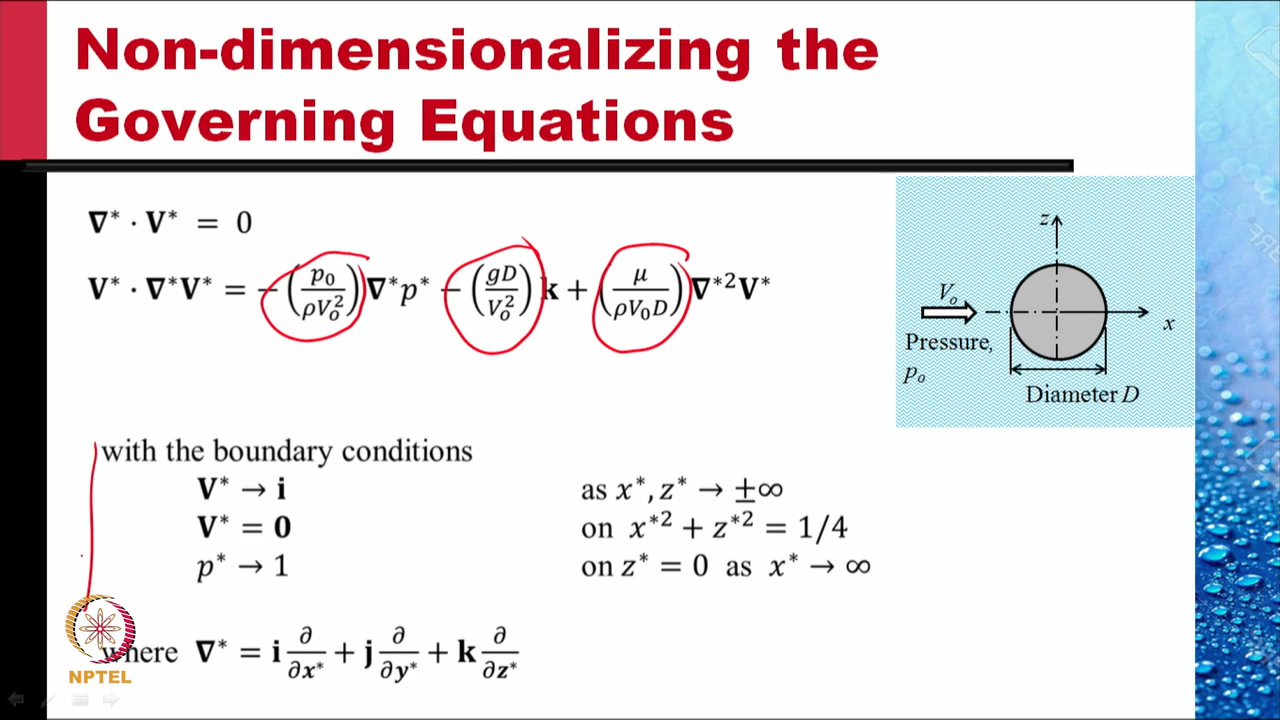 Non-dimensionalizing the
Governing Equations
∇* · V* = 0
V* · ∇*V* = −(p₀/ρV₀²)∇*p* − (gD/V₀²)k + (μ/ρV₀D)∇*²V*
z
V₀
x
Pressure,
p₀
Diameter D
with the boundary conditions
V* → i as x*, z* → ±∞
V* = 0 on x*² + z*² = 1/4
p* → 1 on z* = 0 as x* → ∞
where ∇* = i ∂/∂x* + j ∂/∂y* + k ∂/∂z*
NPTEL